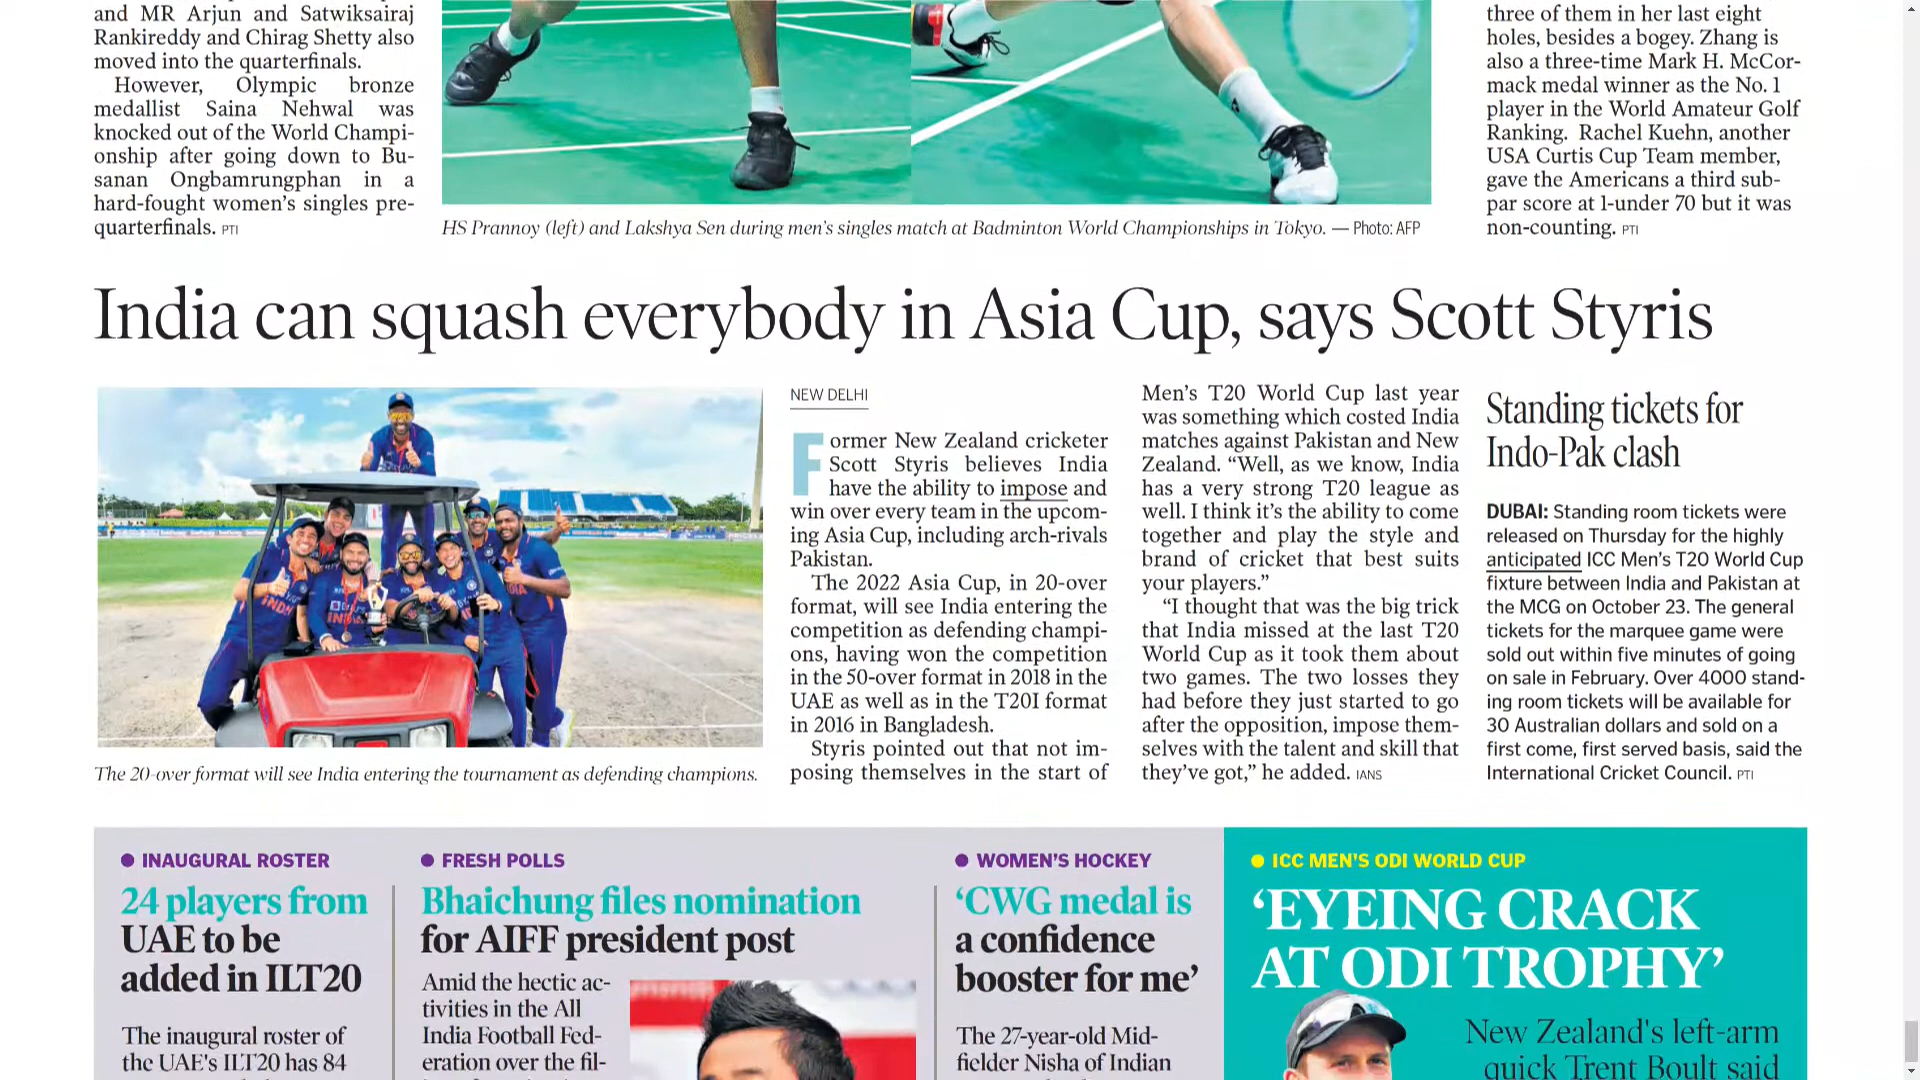 and MR Arjun and Satwiksairaj
Rankireddy and Chirag Shetty also
moved into the quarterfinals.
However, Olympic bronze
medallist Saina Nehwal was
knocked out of the World Champi-
onship after going down to Bu-
sanan Ongbamrungphan in a
hard-fought women's singles pre-
quarterfinals. PTI
HS Prannoy (left) and Lakshya Sen during men's singles match at Badminton World Championships in Tokyo. — Photo: AFP
three of them in her last eight
holes, besides a bogey. Zhang is
also a three-time Mark H. McCor-
mack medal winner as the No. 1
player in the World Amateur Golf
Ranking. Rachel Kuehn, another
USA Curtis Cup Team member,
gave the Americans a third sub-
par score at 1-under 70 but it was
non-counting. PTI
India can squash everybody in Asia Cup, says Scott Styris
The 20-over format will see India entering the tournament as defending champions.
NEW DELHI
Former New Zealand cricketer
Scott Styris believes India
have the ability to impose and
win over every team in the upcom-
ing Asia Cup, including arch-rivals
Pakistan.
The 2022 Asia Cup, in 20-over
format, will see India entering the
competition as defending champi-
ons, having won the competition
in the 50-over format in 2018 in the
UAE as well as in the T20I format
in 2016 in Bangladesh.
Styris pointed out that not im-
posing themselves in the start of
Men's T20 World Cup last year
was something which costed India
matches against Pakistan and New
Zealand. “Well, as we know, India
has a very strong T20 league as
well. I think it's the ability to come
together and play the style and
brand of cricket that best suits
your players.”
“I thought that was the big trick
that India missed at the last T20
World Cup as it took them about
two games. The two losses they
had before they just started to go
after the opposition, impose them-
selves with the talent and skill that
they've got,” he added. IANS
Standing tickets for
Indo-Pak clash
DUBAI: Standing room tickets were
released on Thursday for the highly
anticipated ICC Men's T20 World Cup
fixture between India and Pakistan at
the MCG on October 23. The general
tickets for the marquee game were
sold out within five minutes of going
on sale in February. Over 4000 stand-
ing room tickets will be available for
30 Australian dollars and sold on a
first come, first served basis, said the
International Cricket Council. PTI
● INAUGURAL ROSTER
24 players from
UAE to be
added in ILT20
The inaugural roster of
the UAE's ILT20 has 84
● FRESH POLLS
Bhaichung files nomination
for AIFF president post
Amid the hectic ac-
tivities in the All
India Football Fed-
eration over the fil-
● WOMEN'S HOCKEY
‘CWG medal is
a confidence
booster for me’
The 27-year-old Mid-
fielder Nisha of Indian
● ICC MEN'S ODI WORLD CUP
‘EYEING CRACK
AT ODI TROPHY’
New Zealand's left-arm
quick Trent Boult said